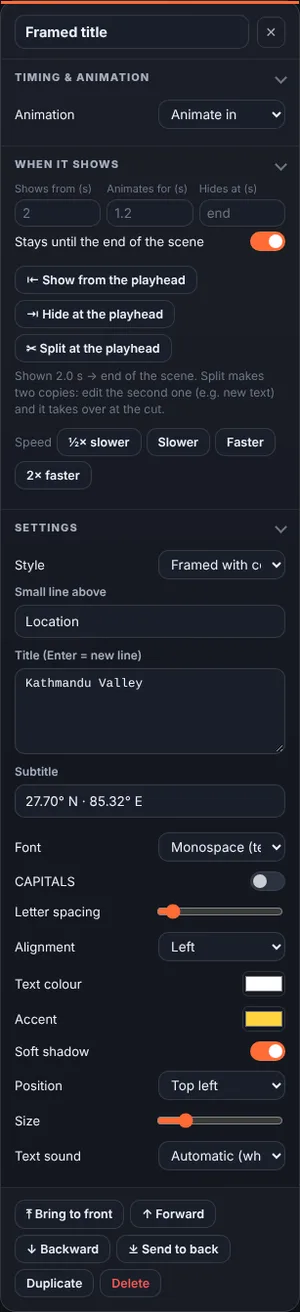 Framed title
TIMING & ANIMATION
Animation Animate in
WHEN IT SHOWS
Shows from (s) Animates for (s) Hides at (s)
2 1.2 end
Stays until the end of the scene
⇤ Show from the playhead
⇥ Hide at the playhead
✂ Split at the playhead
Shown 2.0 s → end of the scene. Split makes
two copies: edit the second one (e.g. new text)
and it takes over at the cut.
Speed ½× slower Slower Faster
2× faster
SETTINGS
Style Framed with co
Small line above
Location
Title (Enter = new line)
Kathmandu Valley
Subtitle
27.70° N · 85.32° E
Font Monospace (te
CAPITALS
Letter spacing
Alignment Left
Text colour
Accent
Soft shadow
Position Top left
Size
Text sound Automatic (wh
⤒ Bring to front ↑ Forward
↓ Backward ⤓ Send to back
Duplicate Delete